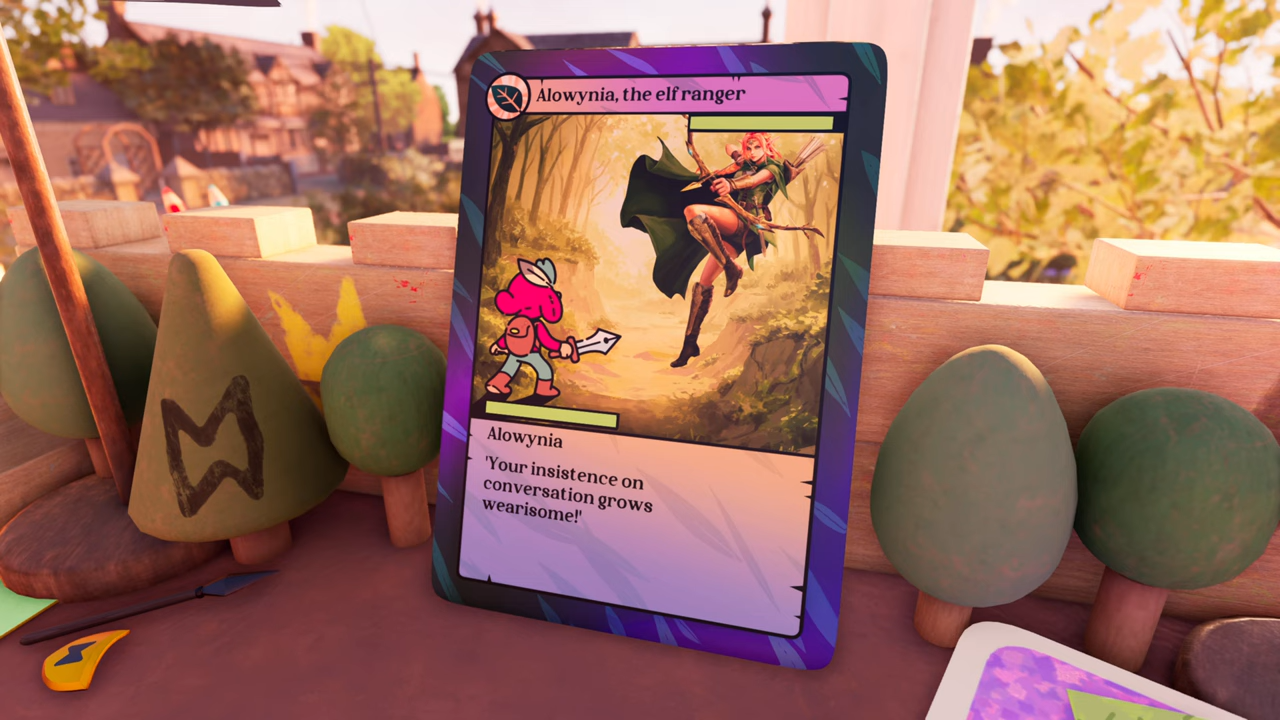 Alowynia, the elf ranger
Alowynia
'Your insistence on
conversation grows
wearisome!'